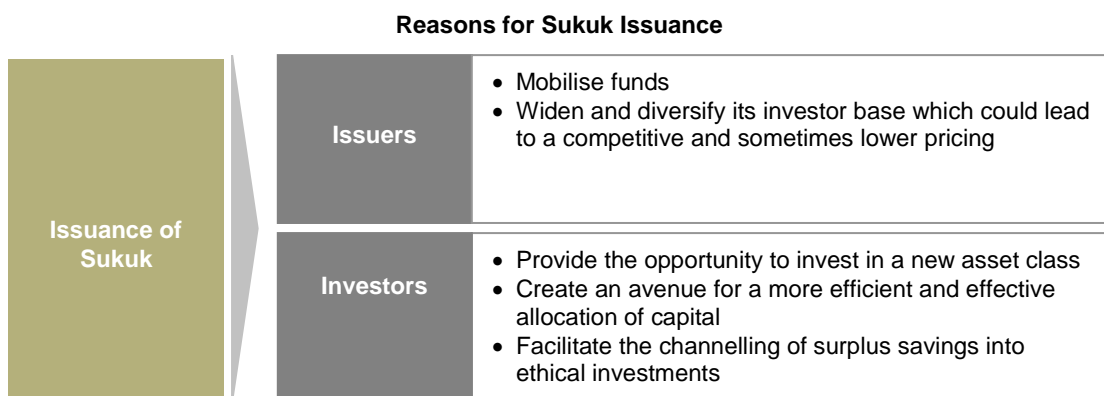 Reasons for Sukuk Issuance
Issuance of
Sukuk
Issuers
• Mobilise funds
• Widen and diversify its investor base which could lead
to a competitive and sometimes lower pricing
Investors
• Provide the opportunity to invest in a new asset class
• Create an avenue for a more efficient and effective
allocation of capital
• Facilitate the channelling of surplus savings into
ethical investments